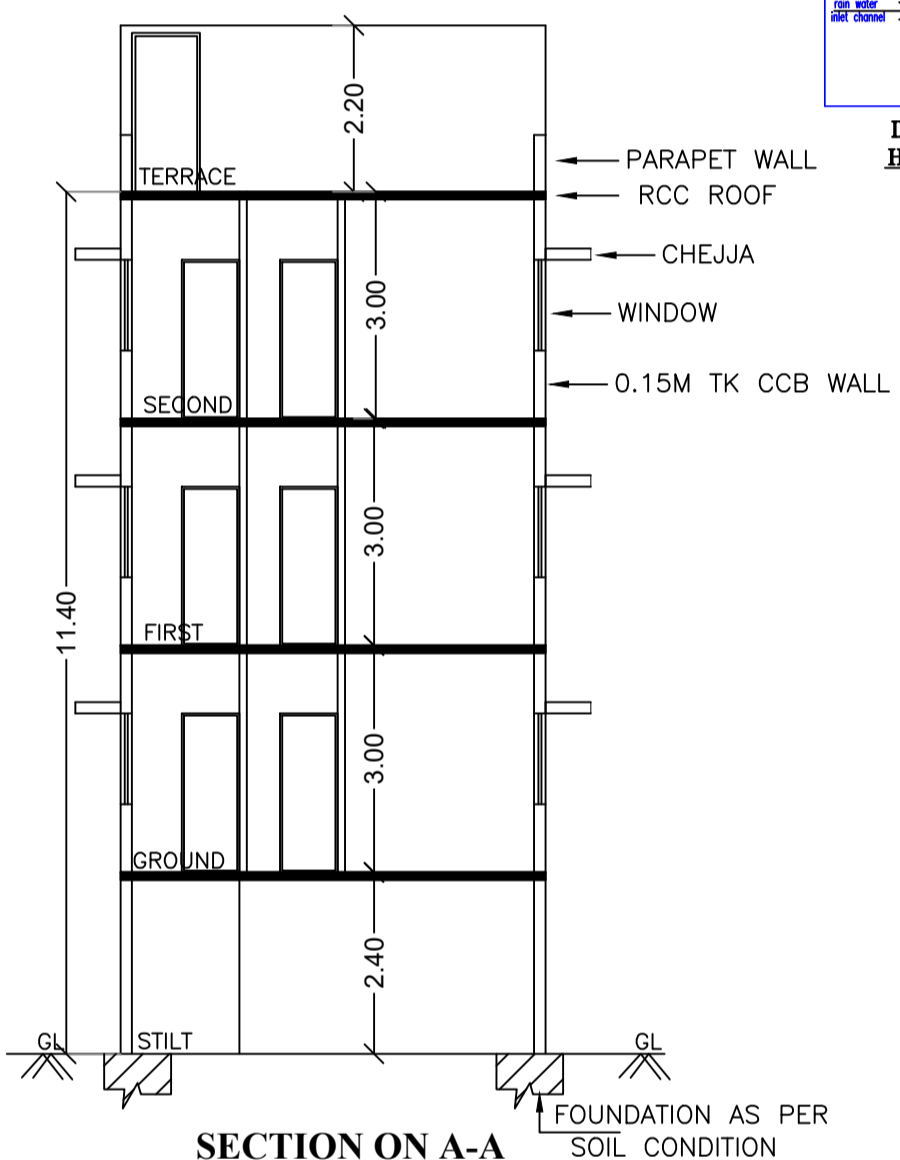 rain water
inlet channel
D
H
2.20
PARAPET WALL
TERRACE
RCC ROOF
CHEJJA
3.00
WINDOW
0.15M TK CCB WALL
SECOND
3.00
11.40
FIRST
3.00
GROUND
2.40
GL
STILT
GL
FOUNDATION AS PER
SOIL CONDITION
SECTION ON A-A